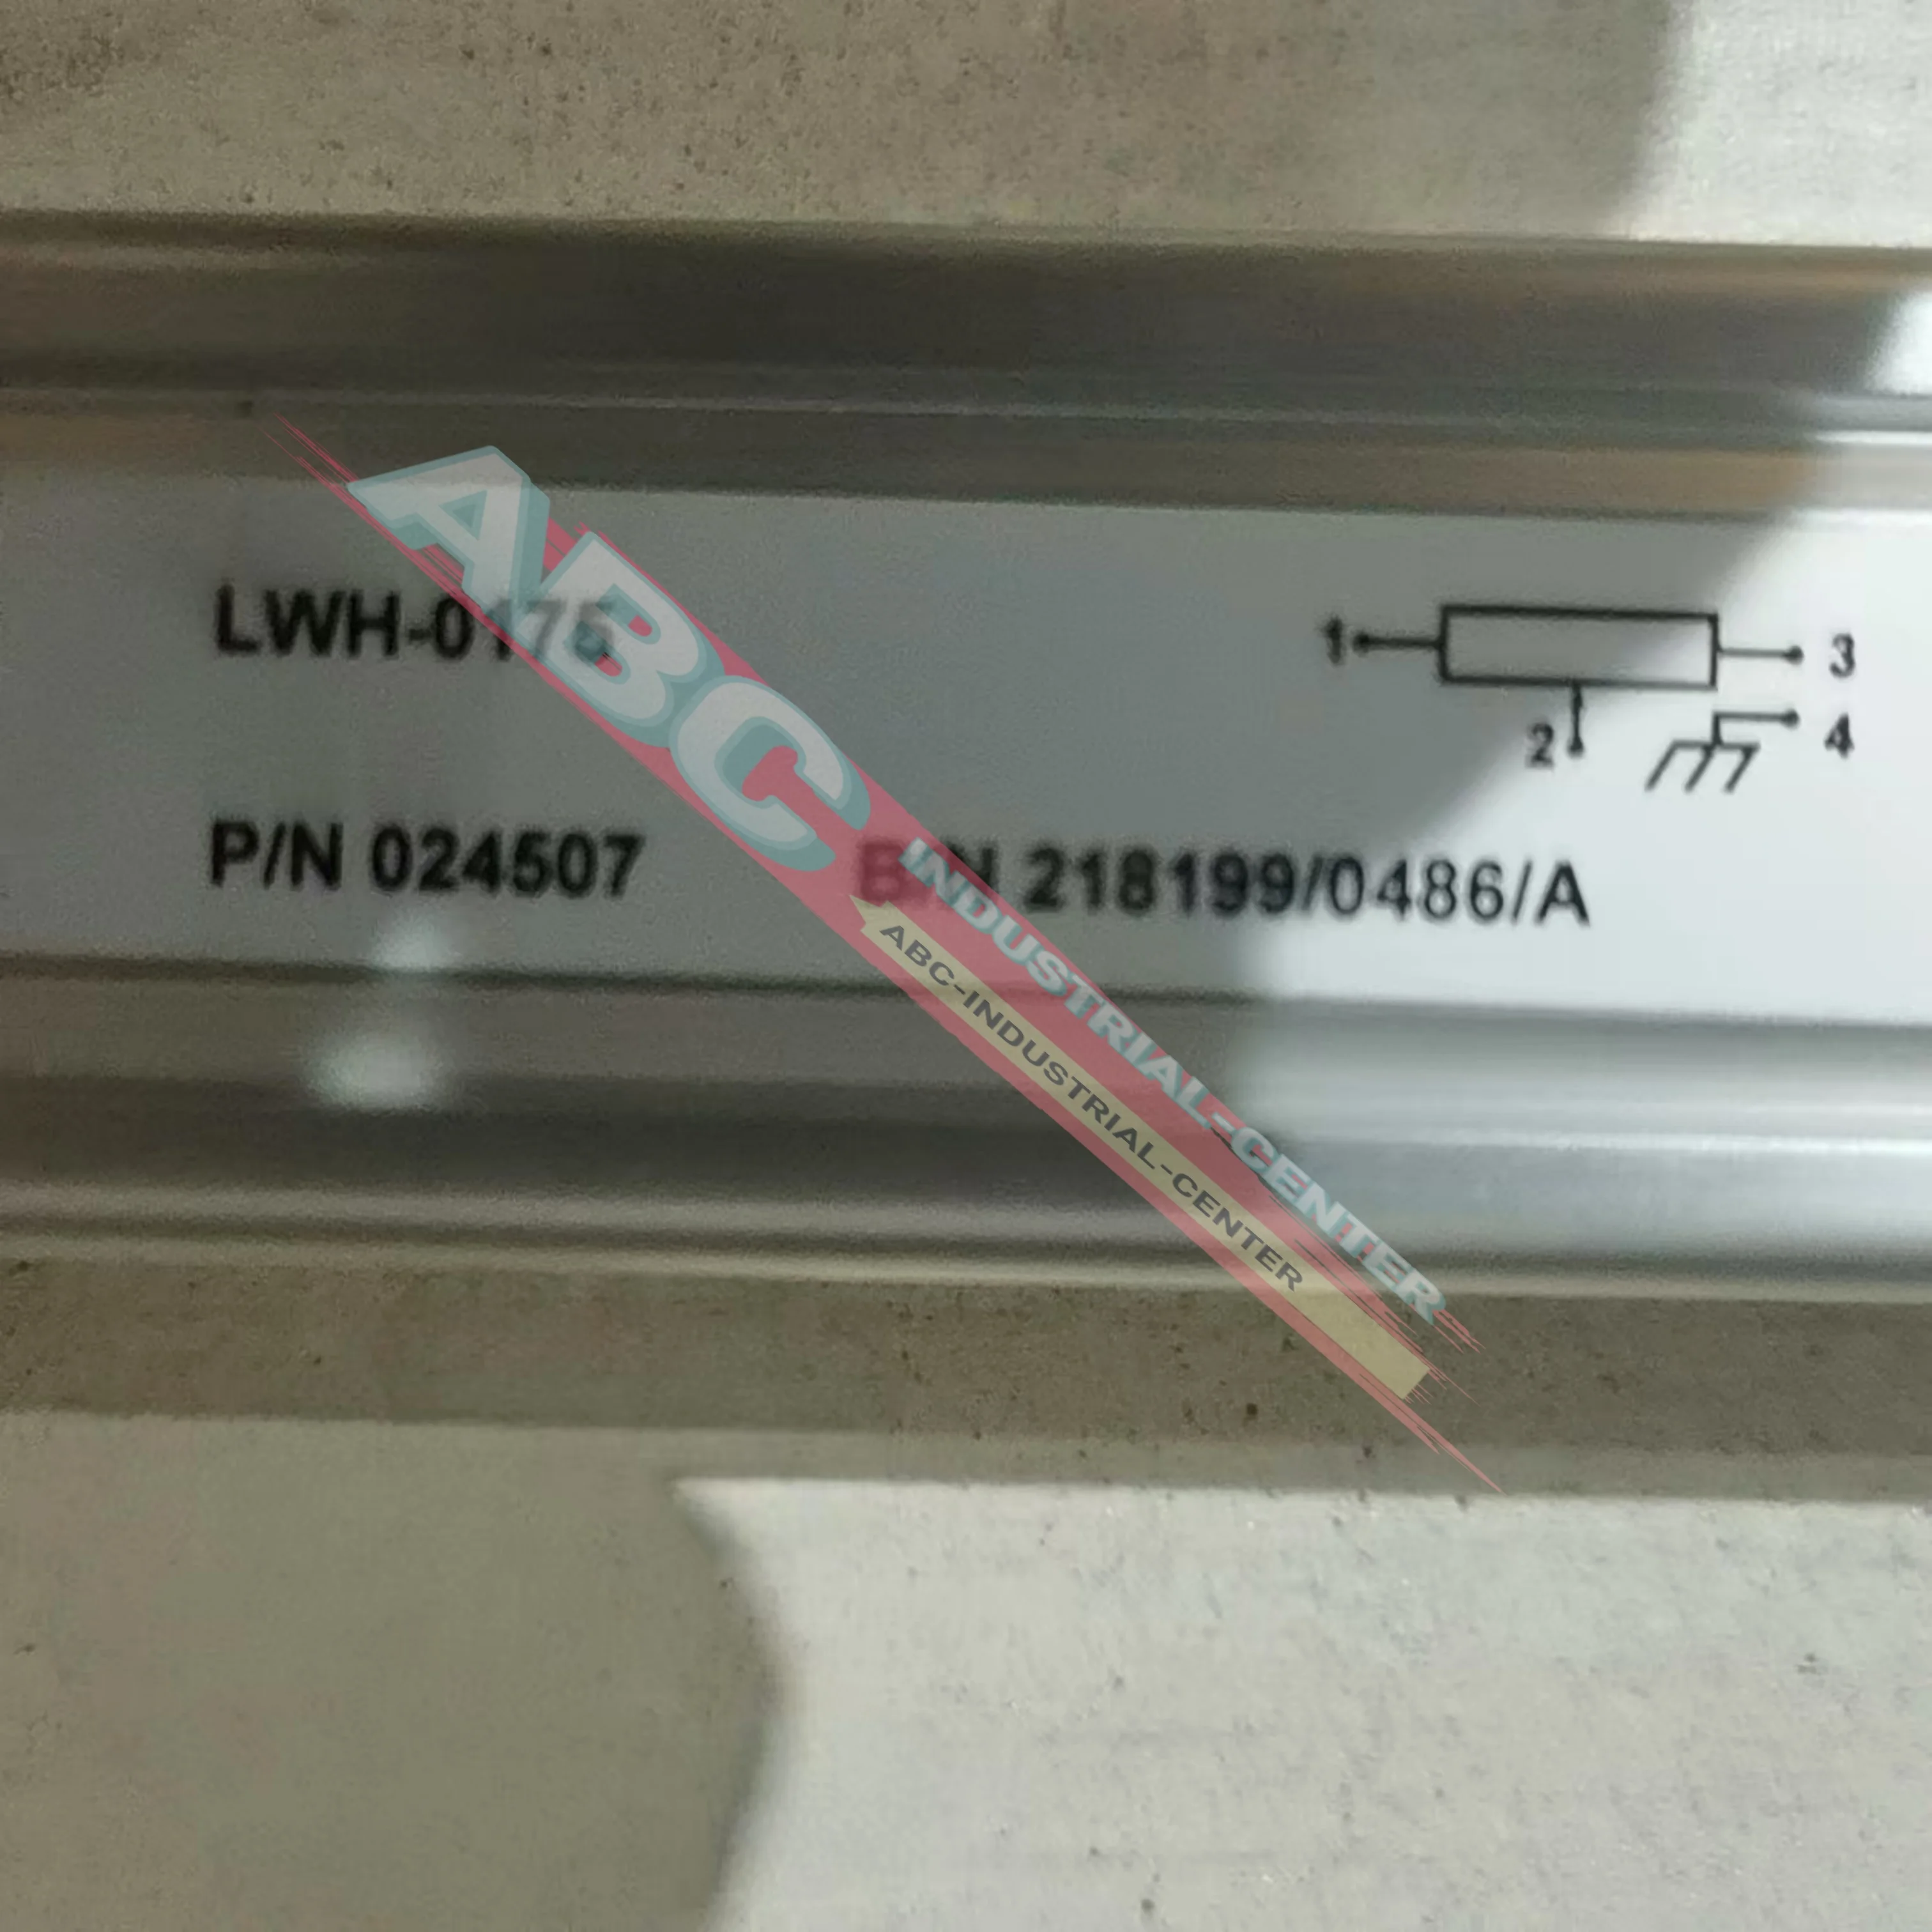 LWH-0175
1
3
2
4
P/N 024507 B/N 218199/0486/A
ABC
INDUSTRIAL-CENTER
ABC-INDUSTRIAL-CENTER